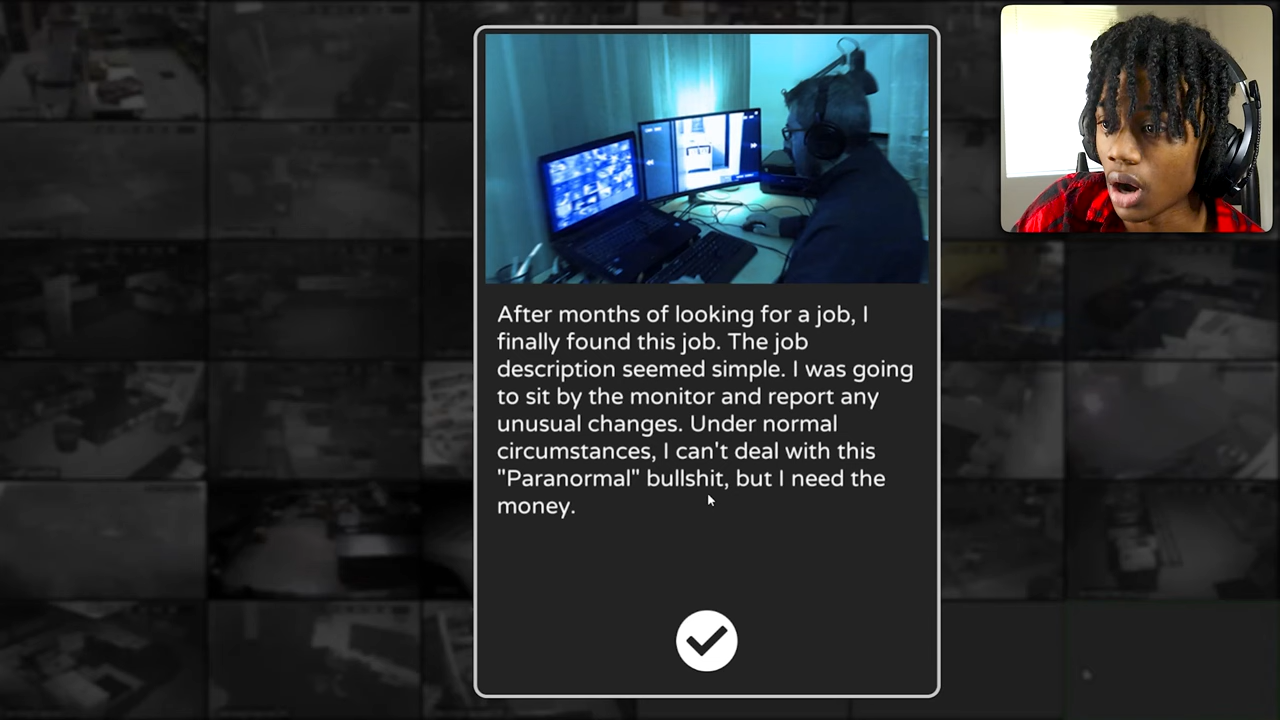 After months of looking for a job, I
finally found this job. The job
description seemed simple. I was going
to sit by the monitor and report any
unusual changes. Under normal
circumstances, I can't deal with this
"Paranormal" bullshit, but I need the
money.